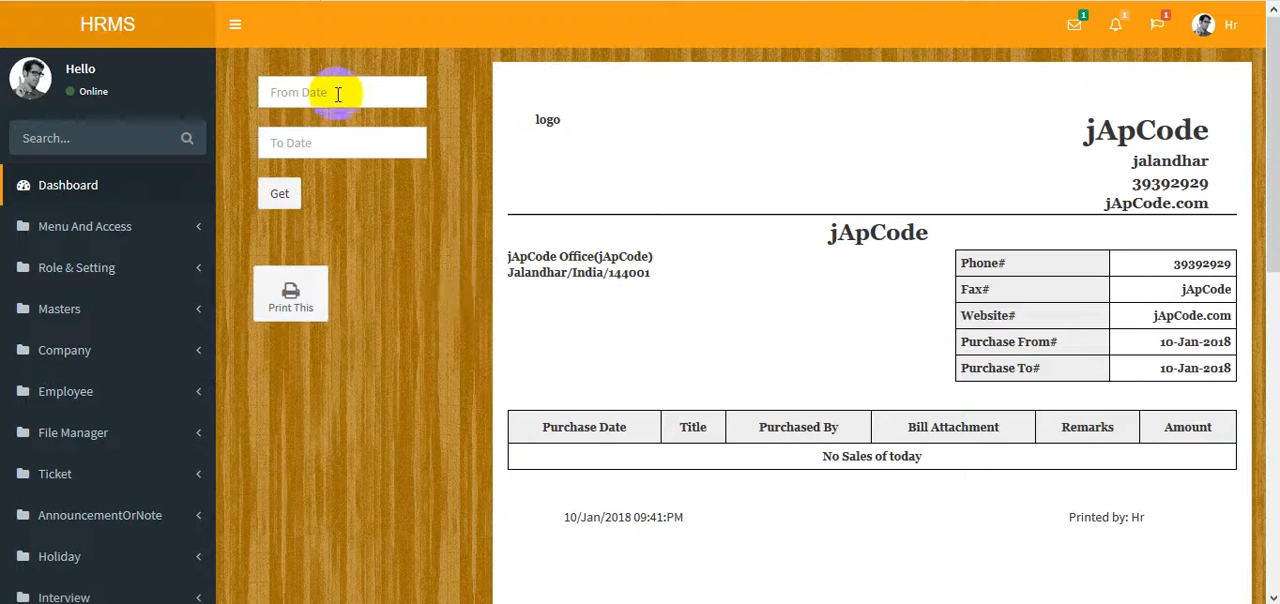 HRMS
1 1 1 Hr
Hello
Online
Search...
Dashboard
Menu And Access
Role & Setting
Masters
Company
Employee
File Manager
Ticket
AnnouncementOrNote
Holiday
Interview
From Date
To Date
Get
Print This
logo
jApCode
jalandhar
39392929
jApCode.com
jApCode
jApCode Office(jApCode)
Jalandhar/India/144001
Phone# 39392929
Fax# jApCode
Website# jApCode.com
Purchase From# 10-Jan-2018
Purchase To# 10-Jan-2018
Purchase Date Title Purchased By Bill Attachment Remarks Amount
No Sales of today
10/Jan/2018 09:41:PM Printed by: Hr